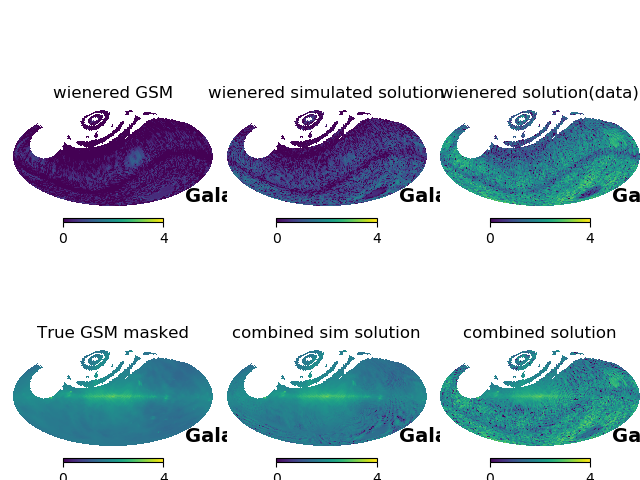 wienered GSM
wienered simulated solution
wienered solution(data)
Gala
Gala
Ga
0 4
0 4
0 4
True GSM masked
combined sim solution
combined solution
Gala
Gala
Ga
0 4
0 4
0 4